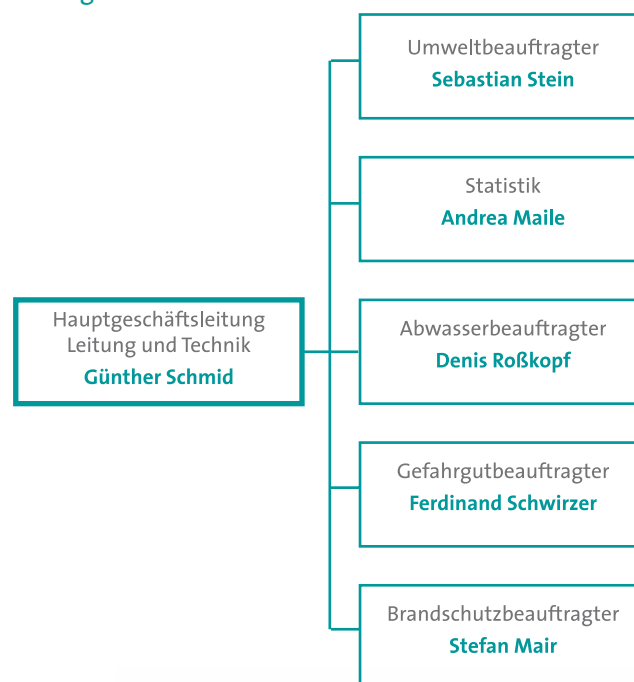 Umweltbeauftragter
Sebastian Stein
Statistik
Andrea Maile
Hauptgeschäftsleitung
Leitung und Technik
Günther Schmid
Abwasserbeauftragter
Denis Roßkopf
Gefahrgutbeauftragter
Ferdinand Schwirzer
Brandschutzbeauftragter
Stefan Mair